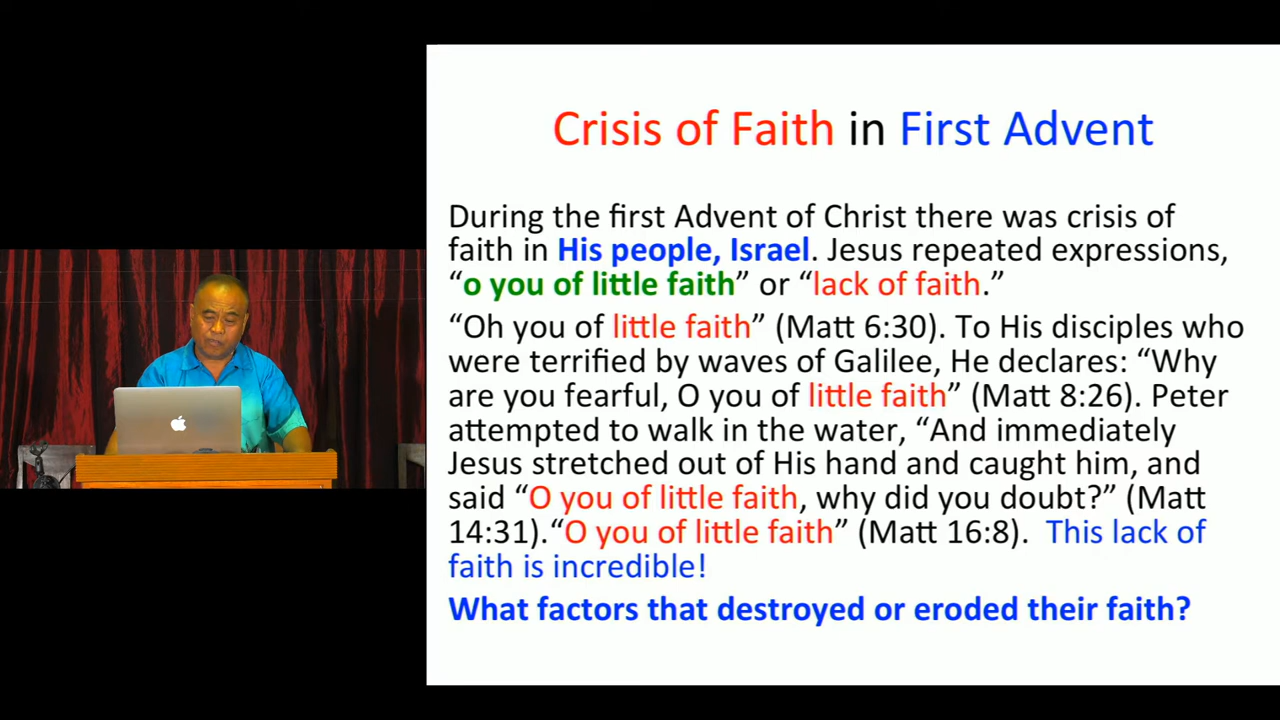 Crisis of Faith in First Advent
During the first Advent of Christ there was crisis of
faith in His people, Israel. Jesus repeated expressions,
“o you of little faith” or “lack of faith.”
“Oh you of little faith” (Matt 6:30). To His disciples who
were terrified by waves of Galilee, He declares: “Why
are you fearful, O you of little faith” (Matt 8:26). Peter
attempted to walk in the water, “And immediately
Jesus stretched out of His hand and caught him, and
said “O you of little faith, why did you doubt?” (Matt
14:31).“O you of little faith” (Matt 16:8).  This lack of
faith is incredible!
What factors that destroyed or eroded their faith?